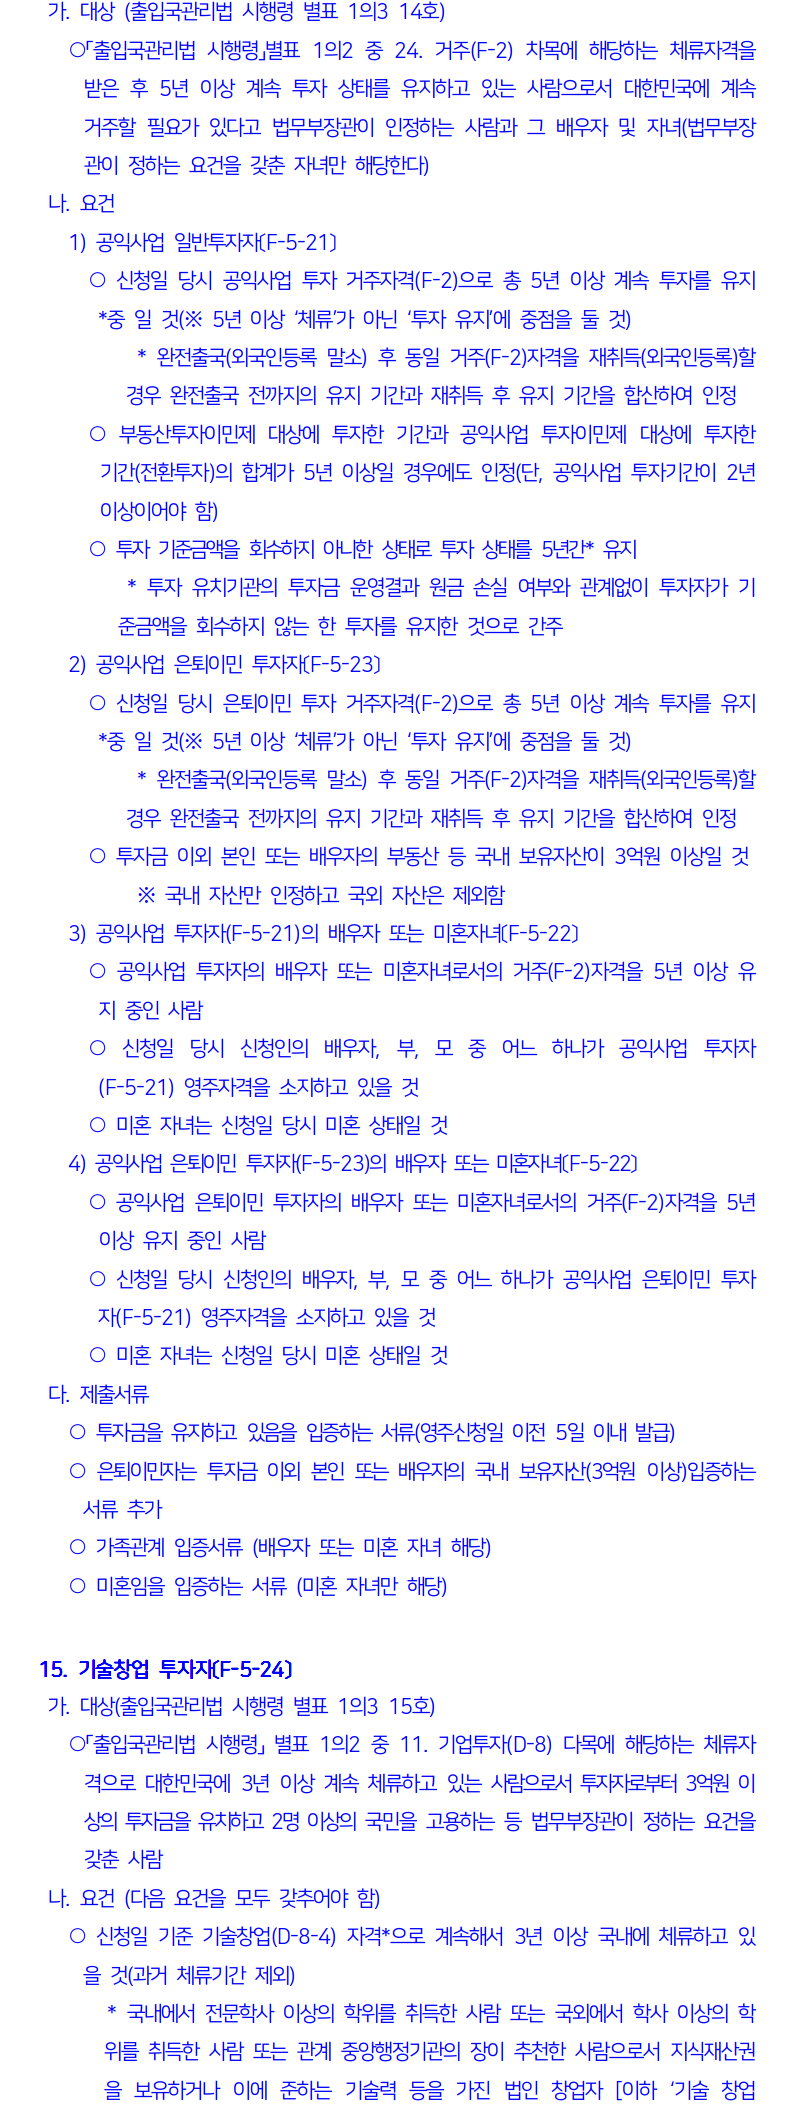 가. 대상 (출입국관리법 시행령 별표 1의3 14호)
○「출입국관리법 시행령」별표 1의2 중 24. 거주(F-2) 차목에 해당하는 체류자격을
받은 후 5년 이상 계속 투자 상태를 유지하고 있는 사람으로서 대한민국에 계속
거주할 필요가 있다고 법무부장관이 인정하는 사람과 그 배우자 및 자녀(법무부장
관이 정하는 요건을 갖춘 자녀만 해당한다)
나. 요건
1) 공익사업 일반투자자〔F-5-21〕
○ 신청일 당시 공익사업 투자 거주자격(F-2)으로 총 5년 이상 계속 투자를 유지
*중 일 것(※ 5년 이상 ‘체류’가 아닌 ‘투자 유지’에 중점을 둘 것)
* 완전출국(외국인등록 말소) 후 동일 거주(F-2)자격을 재취득(외국인등록)할
경우 완전출국 전까지의 유지 기간과 재취득 후 유지 기간을 합산하여 인정
○ 부동산투자이민제 대상에 투자한 기간과 공익사업 투자이민제 대상에 투자한
기간(전환투자)의 합계가 5년 이상일 경우에도 인정(단, 공익사업 투자기간이 2년
이상이어야 함)
○ 투자 기준금액을 회수하지 아니한 상태로 투자 상태를 5년간* 유지
* 투자 유치기관의 투자금 운영결과 원금 손실 여부와 관계없이 투자자가 기
준금액을 회수하지 않는 한 투자를 유지한 것으로 간주
2) 공익사업 은퇴이민 투자자〔F-5-23〕
○ 신청일 당시 은퇴이민 투자 거주자격(F-2)으로 총 5년 이상 계속 투자를 유지
*중 일 것(※ 5년 이상 ‘체류’가 아닌 ‘투자 유지’에 중점을 둘 것)
* 완전출국(외국인등록 말소) 후 동일 거주(F-2)자격을 재취득(외국인등록)할
경우 완전출국 전까지의 유지 기간과 재취득 후 유지 기간을 합산하여 인정
○ 투자금 이외 본인 또는 배우자의 부동산 등 국내 보유자산이 3억원 이상일 것
※ 국내 자산만 인정하고 국외 자산은 제외함
3) 공익사업 투자자(F-5-21)의 배우자 또는 미혼자녀〔F-5-22〕
○ 공익사업 투자자의 배우자 또는 미혼자녀로서의 거주(F-2)자격을 5년 이상 유
지 중인 사람
○ 신청일 당시 신청인의 배우자, 부, 모 중 어느 하나가 공익사업 투자자
(F-5-21) 영주자격을 소지하고 있을 것
○ 미혼 자녀는 신청일 당시 미혼 상태일 것
4) 공익사업 은퇴이민 투자자(F-5-23)의 배우자 또는 미혼자녀〔F-5-22〕
○ 공익사업 은퇴이민 투자자의 배우자 또는 미혼자녀로서의 거주(F-2)자격을 5년
이상 유지 중인 사람
○ 신청일 당시 신청인의 배우자, 부, 모 중 어느 하나가 공익사업 은퇴이민 투자
자(F-5-21) 영주자격을 소지하고 있을 것
○ 미혼 자녀는 신청일 당시 미혼 상태일 것
다. 제출서류
○ 투자금을 유지하고 있음을 입증하는 서류(영주신청일 이전 5일 이내 발급)
○ 은퇴이민자는 투자금 이외 본인 또는 배우자의 국내 보유자산(3억원 이상)입증하는
서류 추가
○ 가족관계 입증서류 (배우자 또는 미혼 자녀 해당)
○ 미혼임을 입증하는 서류 (미혼 자녀만 해당)
15. 기술창업 투자자〔F-5-24〕
가. 대상(출입국관리법 시행령 별표 1의3 15호)
○「출입국관리법 시행령」 별표 1의2 중 11. 기업투자(D-8) 다목에 해당하는 체류자
격으로 대한민국에 3년 이상 계속 체류하고 있는 사람으로서 투자자로부터 3억원 이
상의 투자금을 유치하고 2명 이상의 국민을 고용하는 등 법무부장관이 정하는 요건을
갖춘 사람
나. 요건 (다음 요건을 모두 갖추어야 함)
○ 신청일 기준 기술창업(D-8-4) 자격*으로 계속해서 3년 이상 국내에 체류하고 있
을 것(과거 체류기간 제외)
* 국내에서 전문학사 이상의 학위를 취득한 사람 또는 국외에서 학사 이상의 학
위를 취득한 사람 또는 관계 중앙행정기관의 장이 추천한 사람으로서 지식재산권
을 보유하거나 이에 준하는 기술력 등을 가진 법인 창업자 [이하 ‘기술 창업